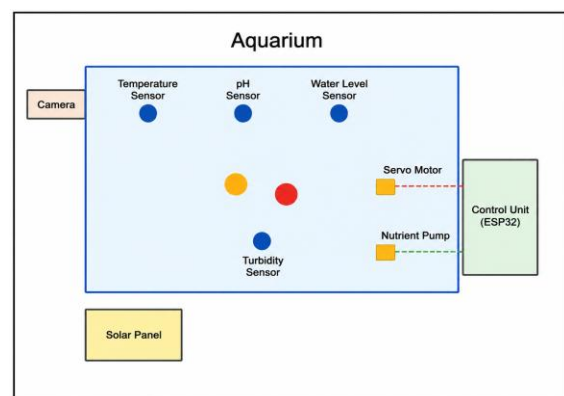 Aquarium
Temperature
Sensor
pH
Sensor
Water Level
Sensor
Camera
Servo Motor
Control Unit
(ESP32)
Nutrient Pump
Turbidity
Sensor
Solar Panel